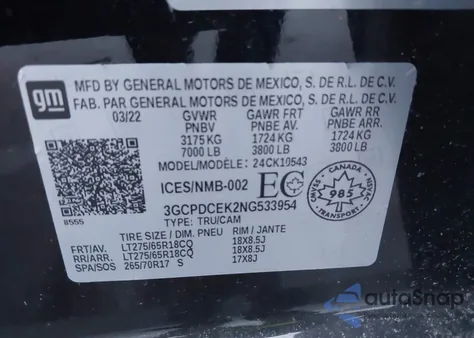 gm
MFD BY GENERAL MOTORS DE MEXICO, S. DE R.L. DE C.V.
FAB. PAR GENERAL MOTORS DE MEXICO, S. DE R.L. DE C.V.
03/22 GVWR GAWR FRT GAWR RR
PNBV PNBE AV. PNBE ARR.
3175 KG 1724 KG 1724 KG
7000 LB 3800 LB 3800 LB
MODEL/MODÈLE: 24CK10543
ICES/NMB-002 EC
3GCPDCEK2NG533954
TYPE: TRU/CAM
8555
TIRE SIZE / DIM. PNEU RIM / JANTE
FRT/AV. LT275/65R18CQ 18X8.5J
RR/ARR. LT275/65R18CQ 18X8.5J
SPA/SOS 265/70R17 S 17X8J
CANADA
985
TRANSPORT
CMVSS
NSVAC
autoSnap